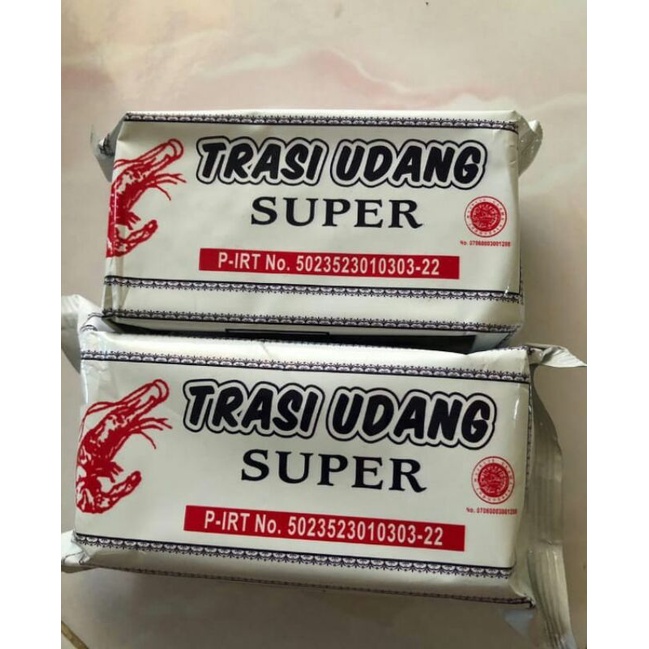 TRASI UDANG
SUPER
P-IRT No. 5023523010303-22
TRASI UDANG
SUPER
P-IRT No. 5023523010303-22